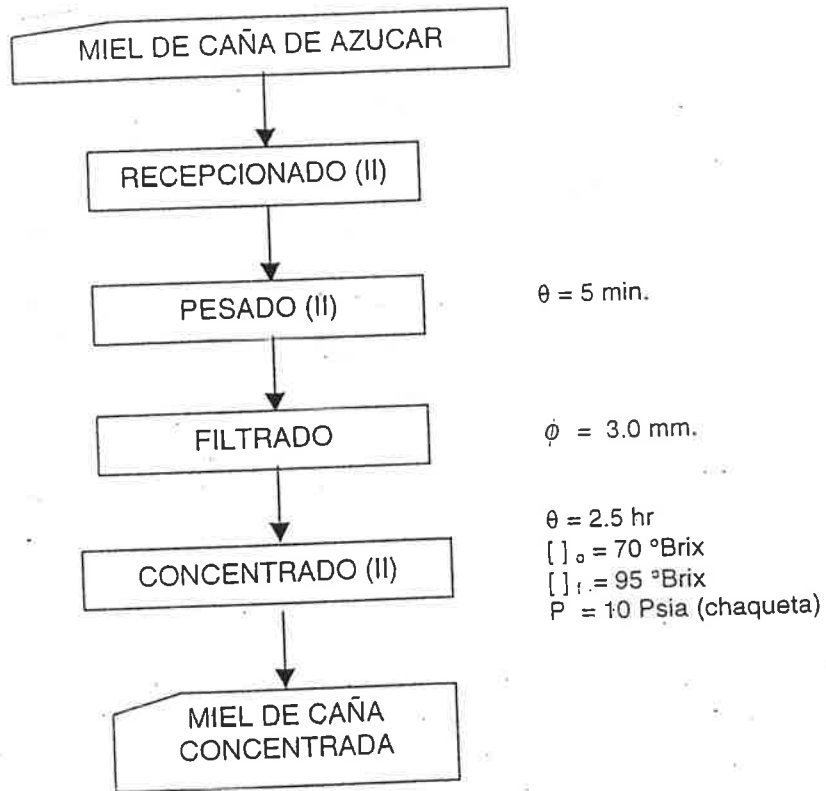 MIEL DE CAÑA DE AZUCAR
RECEPCIONADO (II)
PESADO (II)
θ = 5 min.
FILTRADO
ϕ = 3.0 mm.
CONCENTRADO (II)
θ = 2.5 hr
[ ] o = 70 °Brix
[ ] f. = 95 °Brix
P = 10 Psia (chaqueta)
MIEL DE CAÑA
CONCENTRADA